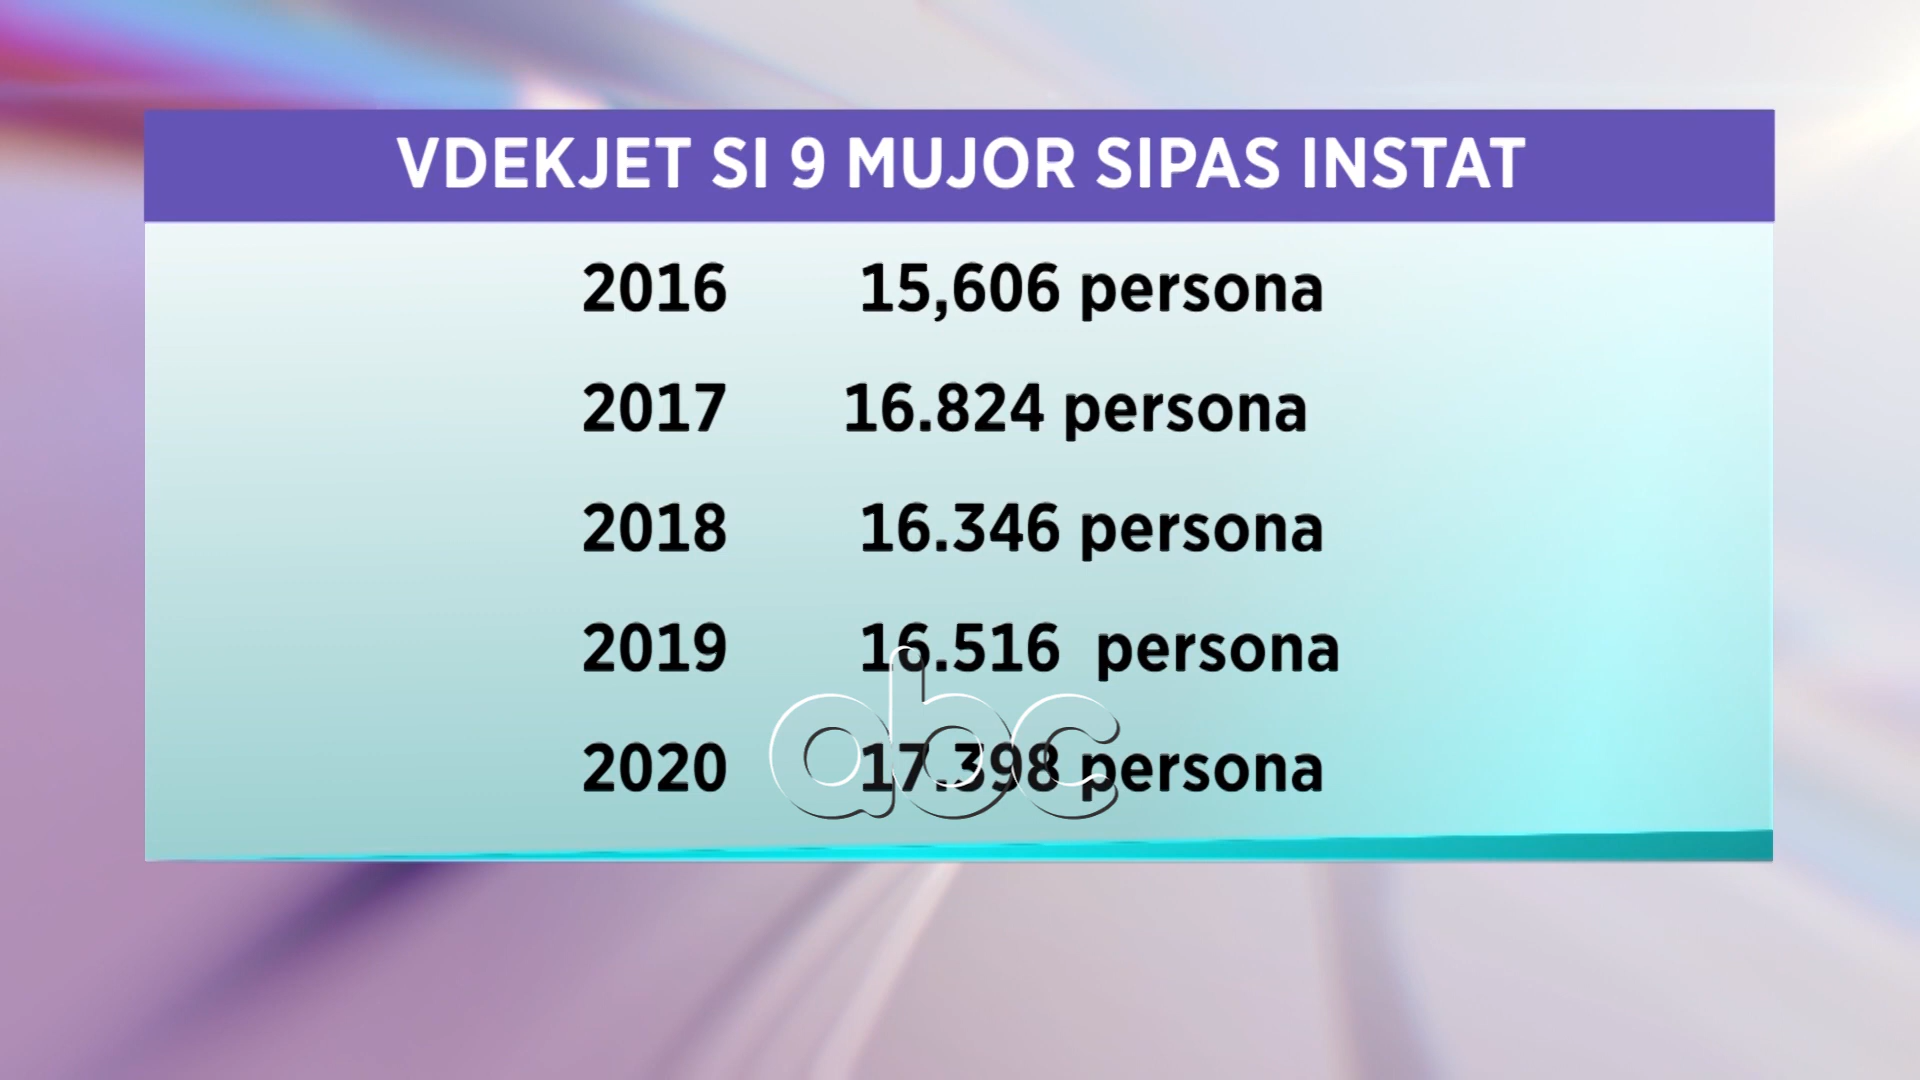 VDEKJET SI 9 MUJOR SIPAS INSTAT
2016 15,606 persona
2017 16.824 persona
2018 16.346 persona
2019 16.516 persona
2020 17.398 persona
abc